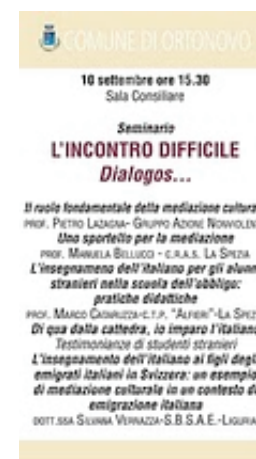 COMUNE DI ORTONOVO
10 settembre ore 15.30
Sala Consiliare
Seminario
L'INCONTRO DIFFICILE
Dialogos...
Il ruolo fondamentale della mediazione cultura
PROF. PIETRO LAZAGNA- GRUPPO AZIONE NONVIOLEN
Uno sportello per la mediazione
PROF. MANUELA BELLUCCI - C.R.A.S. LA SPEZIA
L'insegnamento dell'italiano per gli alunn
stranieri nella scuola dell'obbligo:
pratiche didattiche
PROF. MARCO CASARUZZA-C.T.P. "ALFIERI"-LA SPEZ
Di qua dalla cattedra, io imparo l'italiano
Testimonianze di studenti stranieri
L'insegnamento dell'italiano ai figli degli
emigrati italiani in Svizzera: un esempio
di mediazione culturale in un contesto di
emigrazione italiana
DOTT.SSA SILVANA VERNAZZA-S.B.S.A.E.-LIGURIA